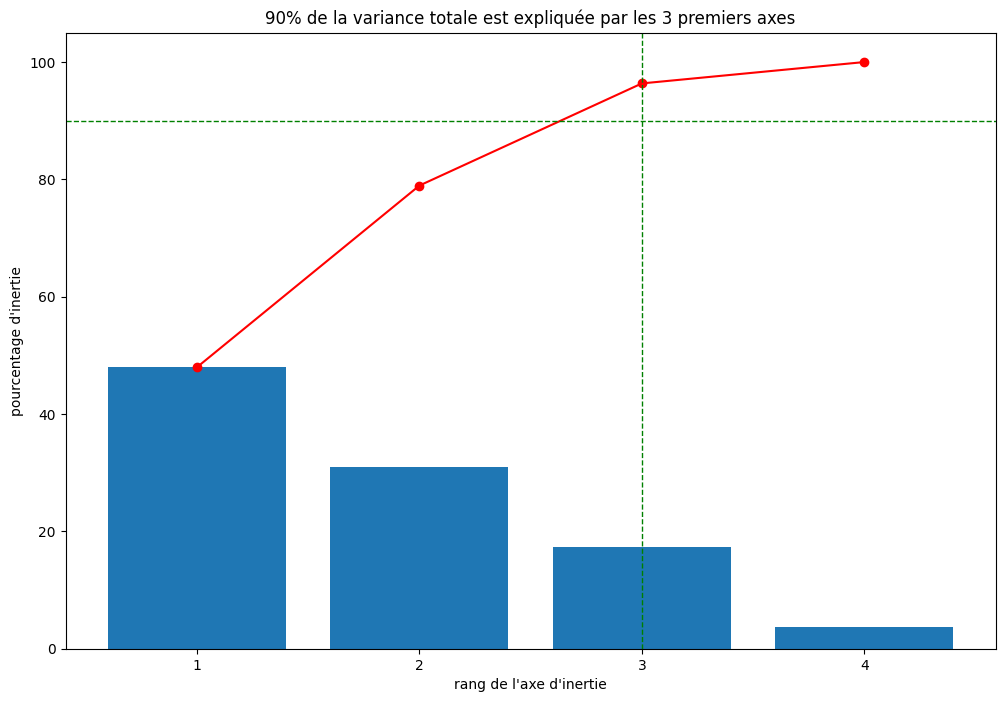 90% de la variance totale est expliquée par les 3 premiers axes
100
80
60
40
20
0
pourcentage d'inertie
1 2 3 4
rang de l'axe d'inertie